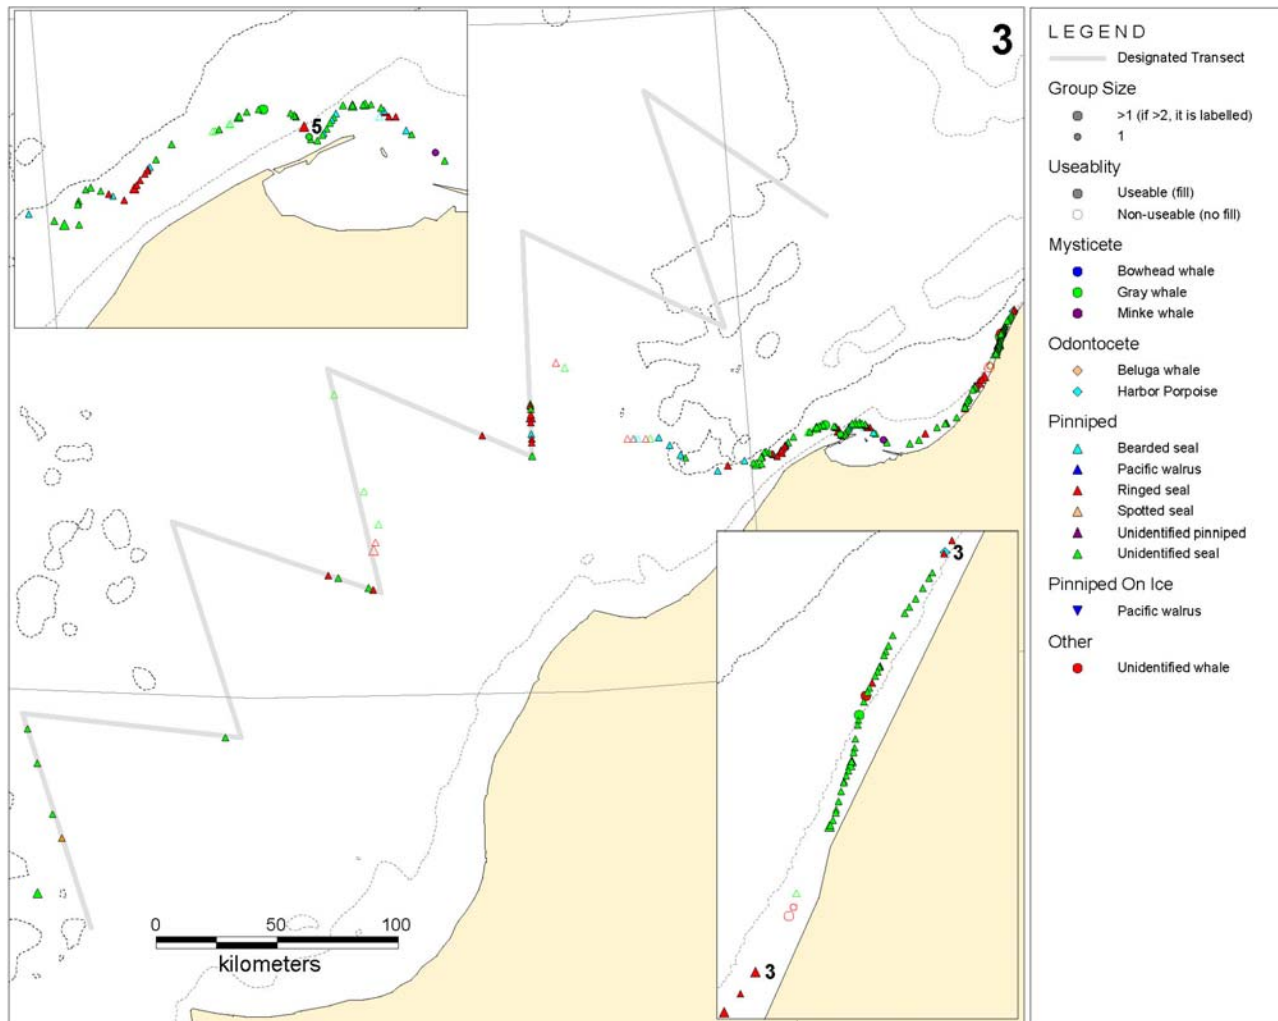 3
5
3
3
0 50 100
kilometers
LEGEND
Designated Transect
Group Size
>1 (if >2, it is labelled)
1
Useablity
Useable (fill)
Non-useable (no fill)
Mysticete
Bowhead whale
Gray whale
Minke whale
Odontocete
Beluga whale
Harbor Porpoise
Pinniped
Bearded seal
Pacific walrus
Ringed seal
Spotted seal
Unidentified pinniped
Unidentified seal
Pinniped On Ice
Pacific walrus
Other
Unidentified whale